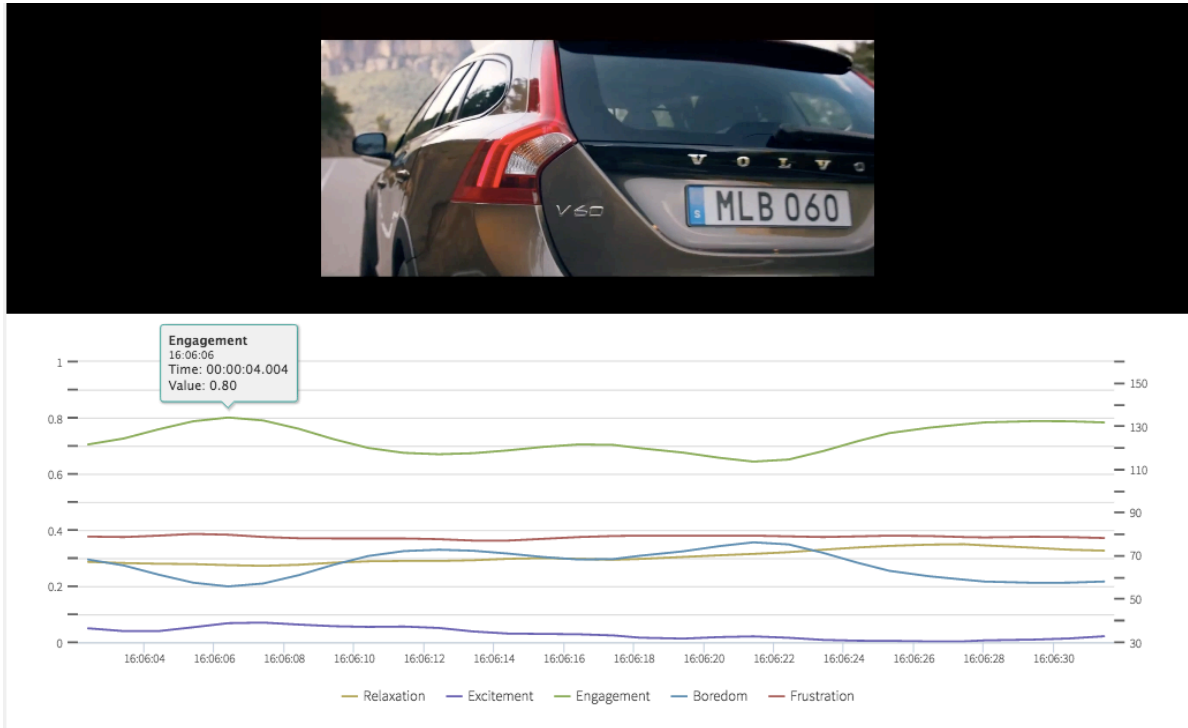 VOLVO
V60
S
MLB 060
Engagement
16:06:06
Time: 00:00:04.004
Value: 0.80
1
150
0.8
130
110
0.6
90
0.4
70
0.2
50
0
30
16:06:04 16:06:06 16:06:08 16:06:10 16:06:12 16:06:14 16:06:16 16:06:18 16:06:20 16:06:22 16:06:24 16:06:26 16:06:28 16:06:30
Relaxation Excitement Engagement Boredom Frustration